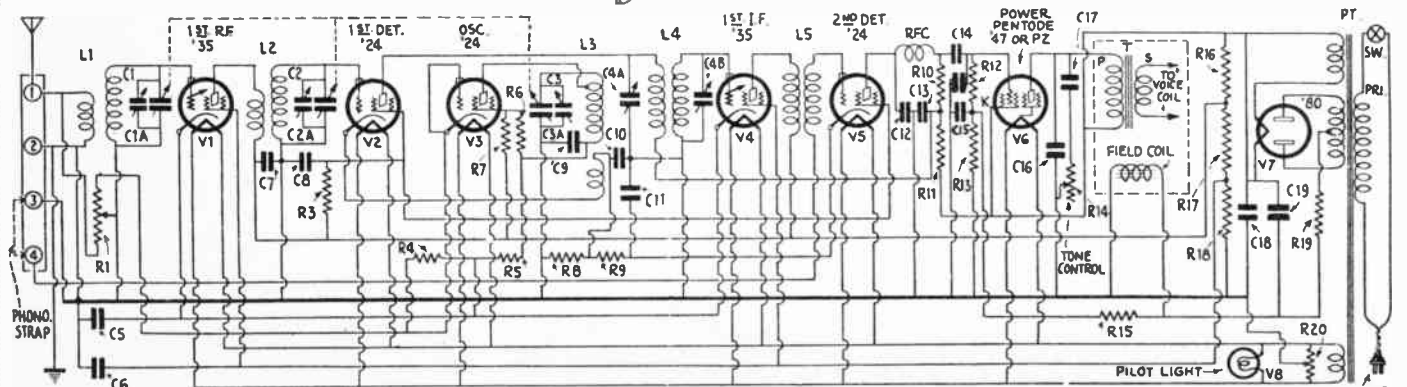 1ST. R.F.
'35
1ST. DET.
'24
OSC.
'24
1ST I.F.
'35
2ND DET.
'24
POWER
PENTODE
'47 OR PZ
L1
L2
L3
L4
L5
RFC
C14
C17
PT
SW.
PRI.
C1
C1A
C2
C2A
R6
C3
C3A
C4A
C4B
R10
R12
C13
C12
C15
P
T
S
TO
VOICE
COIL
R16
'80
1
2
3
4
V1
V2
V3
V4
V5
K
V6
V7
C7
C8
R7
C9
C10
C11
R11
R13
C16
FIELD COIL
R14
R17
C19
R3
R1
R4
R5
R8
R9
TONE
CONTROL
R18
C18
R19
PHONO.
STRAP
C5
R15
R20
C6
PILOT LIGHT
V8